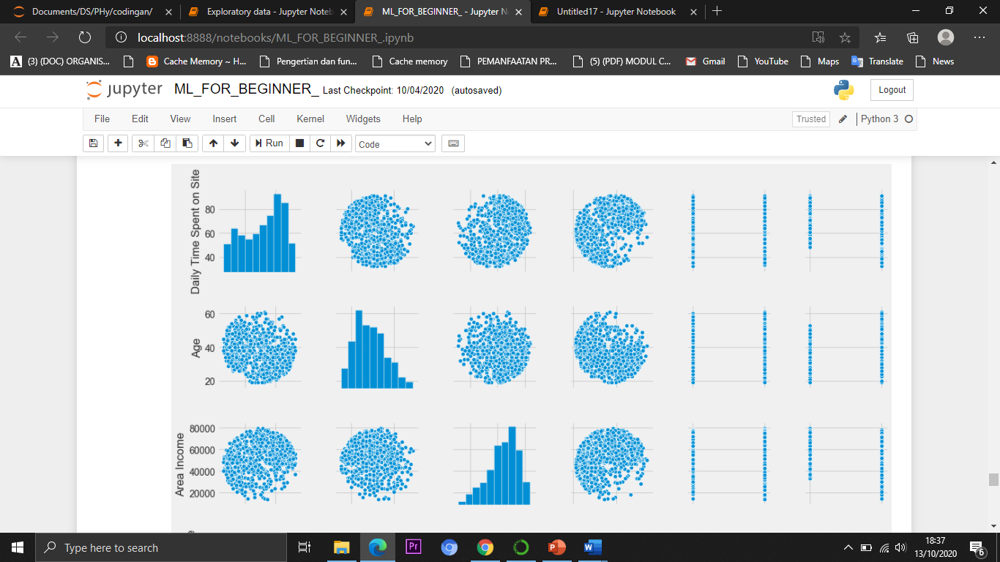 Documents/DS/PHy/codingan/
Exploratory data - Jupyter Noteb
ML_FOR_BEGINNER_ - Jupyter N
Untitled17 - Jupyter Notebook
localhost:8888/notebooks/ML_FOR_BEGINNER_.ipynb
(3) (DOC) ORGANIS...
Cache Memory ~ H...
Pengertian dan fun...
Cache memory
PEMANFAATAN PR...
(5) (PDF) MODUL C...
Gmail
YouTube
Maps
Translate
News
jupyter ML_FOR_BEGINNER_ Last Checkpoint: 10/04/2020 (autosaved)
Logout
File Edit View Insert Cell Kernel Widgets Help
Trusted
Python 3
Run
Code
Daily Time Spent on Site
80
60
40
Age
60
40
20
Area Income
80000
60000
40000
20000
Type here to search
18:37
13/10/2020
6